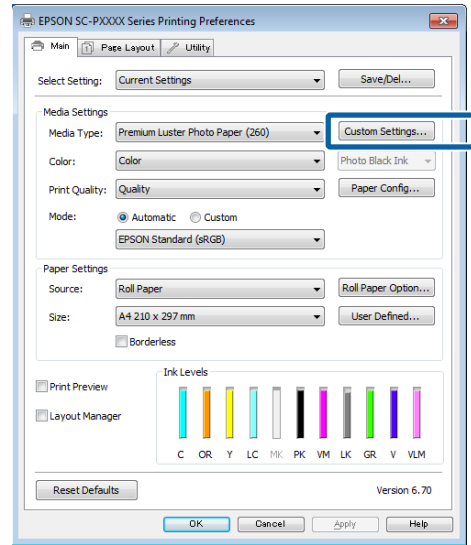 EPSON SC-PXXXX Series Printing Preferences
Main Page Layout Utility
Select Setting: Current Settings Save/Del...
Media Settings
Media Type: Premium Luster Photo Paper (260) Custom Settings...
Color: Color Photo Black Ink
Print Quality: Quality Paper Config...
Mode: Automatic Custom
EPSON Standard (sRGB)
Paper Settings
Source: Roll Paper Roll Paper Option...
Size: A4 210 x 297 mm User Defined...
Borderless
Ink Levels
Print Preview
Layout Manager
C OR Y LC MK PK VM LK GR V VLM
Reset Defaults Version 6.70
OK Cancel Apply Help